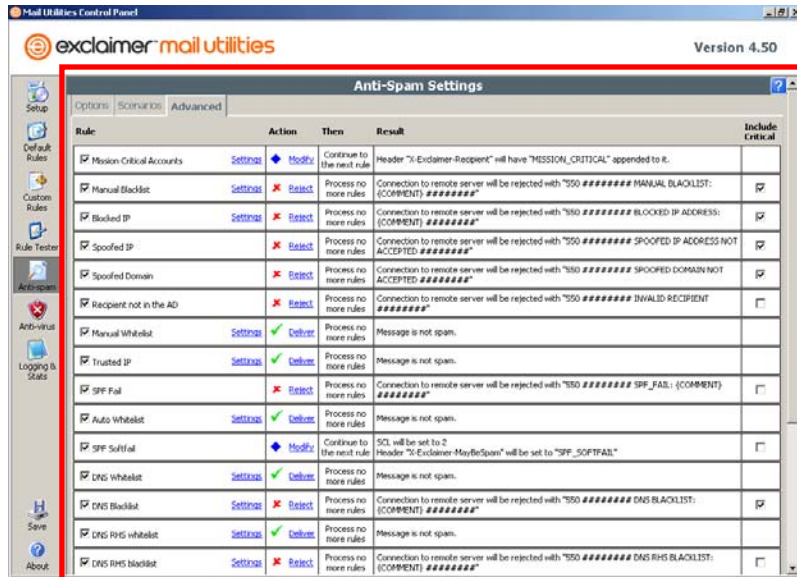 Mail Utilities Control Panel
exclaimer mail utilities
Version 4.50
Setup
Default Rules
Custom Rules
Rule Tester
Anti-spam
Anti-virus
Logging & Stats
Save
About
Anti-Spam Settings
?
Options Scenarios Advanced
Rule Action Then Result Include Critical
Mission Critical Accounts Settings Modify Continue to the next rule Header "X-Exclaimer-Recipient" will have "MISSION_CRITICAL" appended to it.
Manual Blacklist Settings Reject Process no more rules Connection to remote server will be rejected with "550 ######## MANUAL BLACKLIST: {COMMENT} ########"
Blocked IP Settings Reject Process no more rules Connection to remote server will be rejected with "550 ######## BLOCKED IP ADDRESS: {COMMENT} ########"
Spoofed IP Reject Process no more rules Connection to remote server will be rejected with "550 ######## SPOOFED IP ADDRESS NOT ACCEPTED ########"
Spoofed Domain Reject Process no more rules Connection to remote server will be rejected with "550 ######## SPOOFED DOMAIN NOT ACCEPTED ########"
Recipient not in the AD Reject Process no more rules Connection to remote server will be rejected with "550 ######## INVALID RECIPIENT ########"
Manual Whitelist Settings Deliver Process no more rules Message is not spam.
Trusted IP Settings Deliver Process no more rules Message is not spam.
SPF Fail Reject Process no more rules Connection to remote server will be rejected with "550 ######## SPF_FAIL: {COMMENT} ########"
Auto Whitelist Settings Deliver Process no more rules Message is not spam.
SPF Softfail Modify Continue to the next rule SCL will be set to 2 Header "X-Exclaimer-MayBeSpam" will be set to "SPF_SOFTFAIL"
DNS Whitelist Settings Deliver Process no more rules Message is not spam.
DNS Blacklist Settings Reject Process no more rules Connection to remote server will be rejected with "550 ######## DNS BLACKLIST: {COMMENT} ########"
DNS RHS whitelist Settings Deliver Process no more rules Message is not spam.
DNS RHS blacklist Settings Reject Process no more rules Connection to remote server will be rejected with "550 ######## DNS RHS BLACKLIST: {COMMENT} ########"